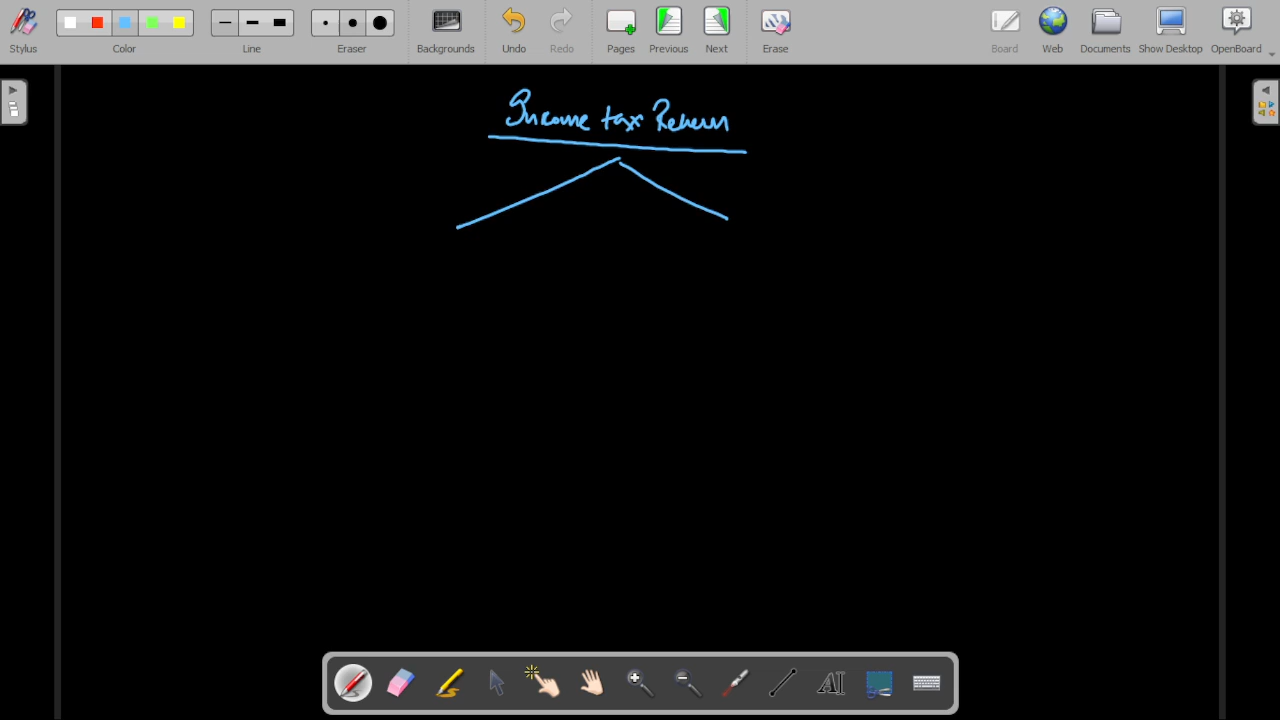 Stylus Color Line Eraser Backgrounds Undo Redo Pages Previous Next Erase Board Web Documents Show Desktop OpenBoard
Income tax Return